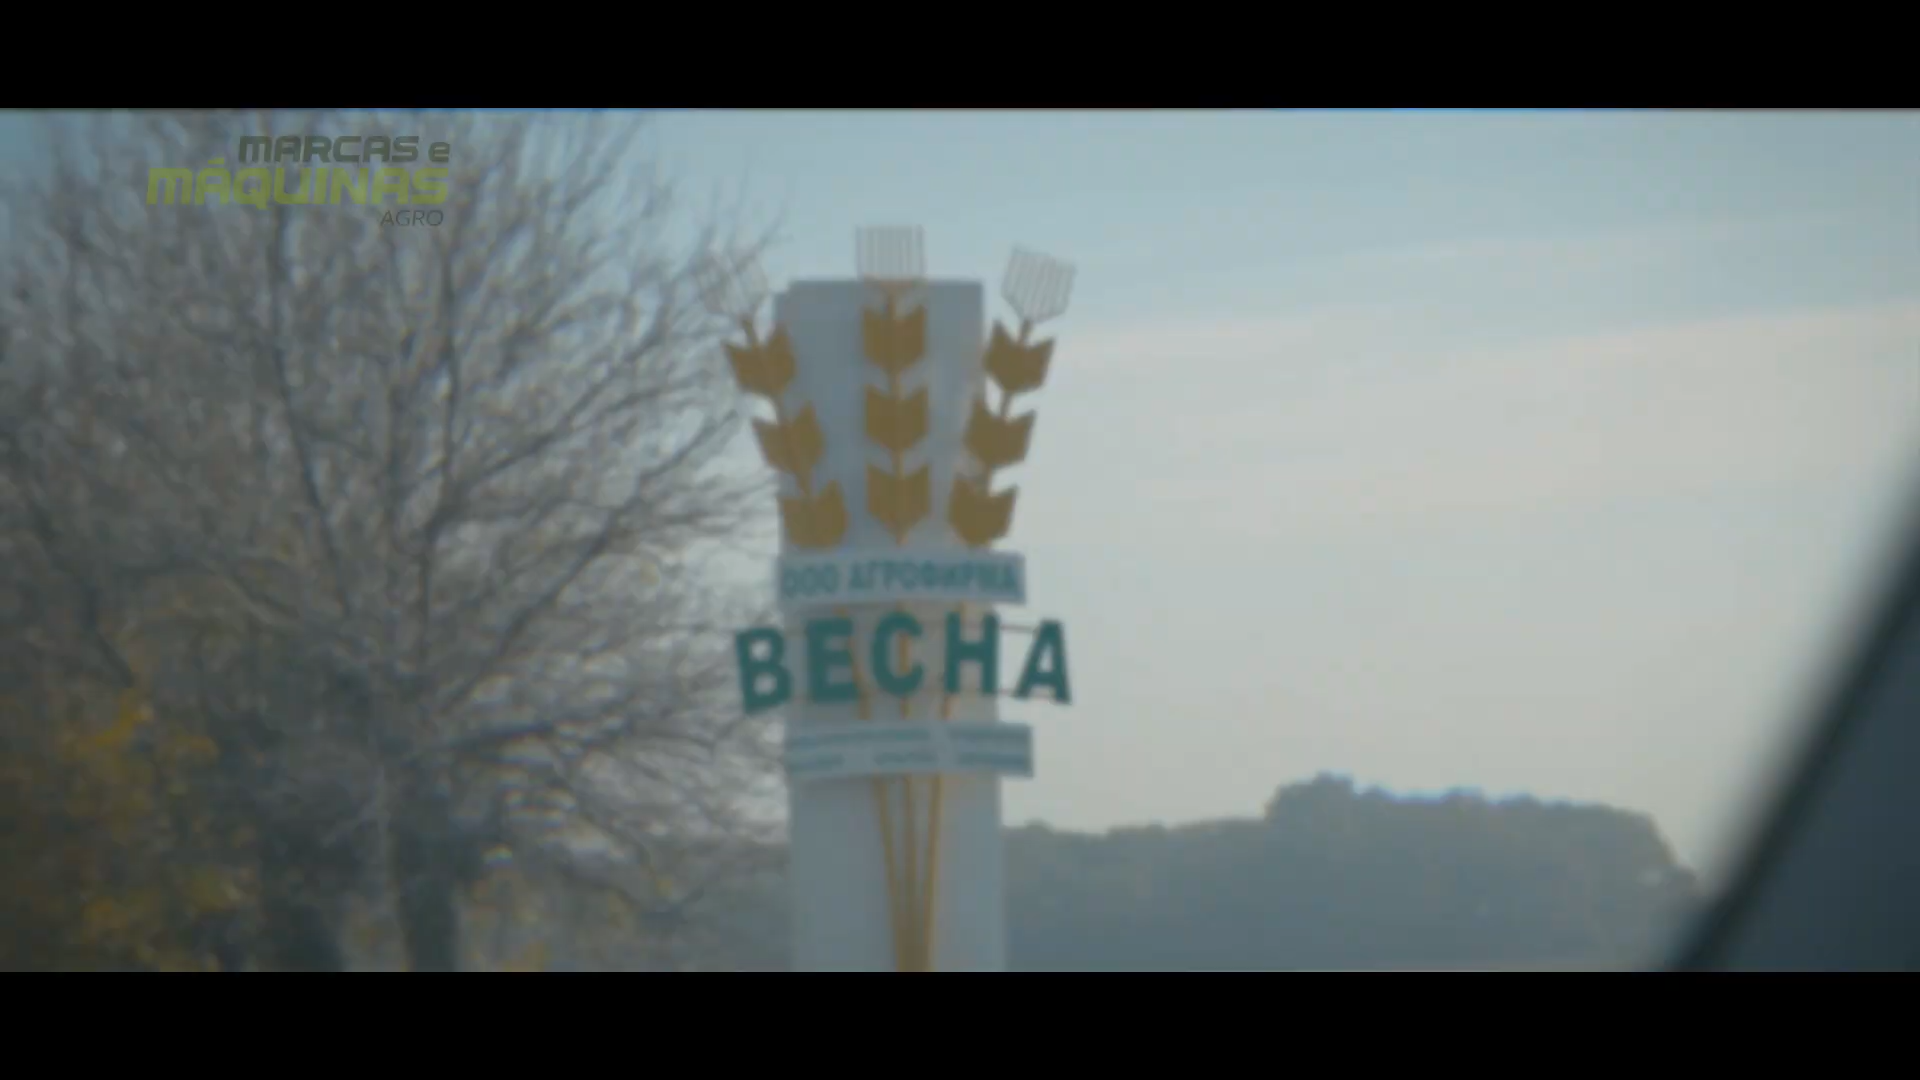 MARCAS e
MÁQUINAS
AGRO
ООО АГРОФИРМА
ВЕСНА